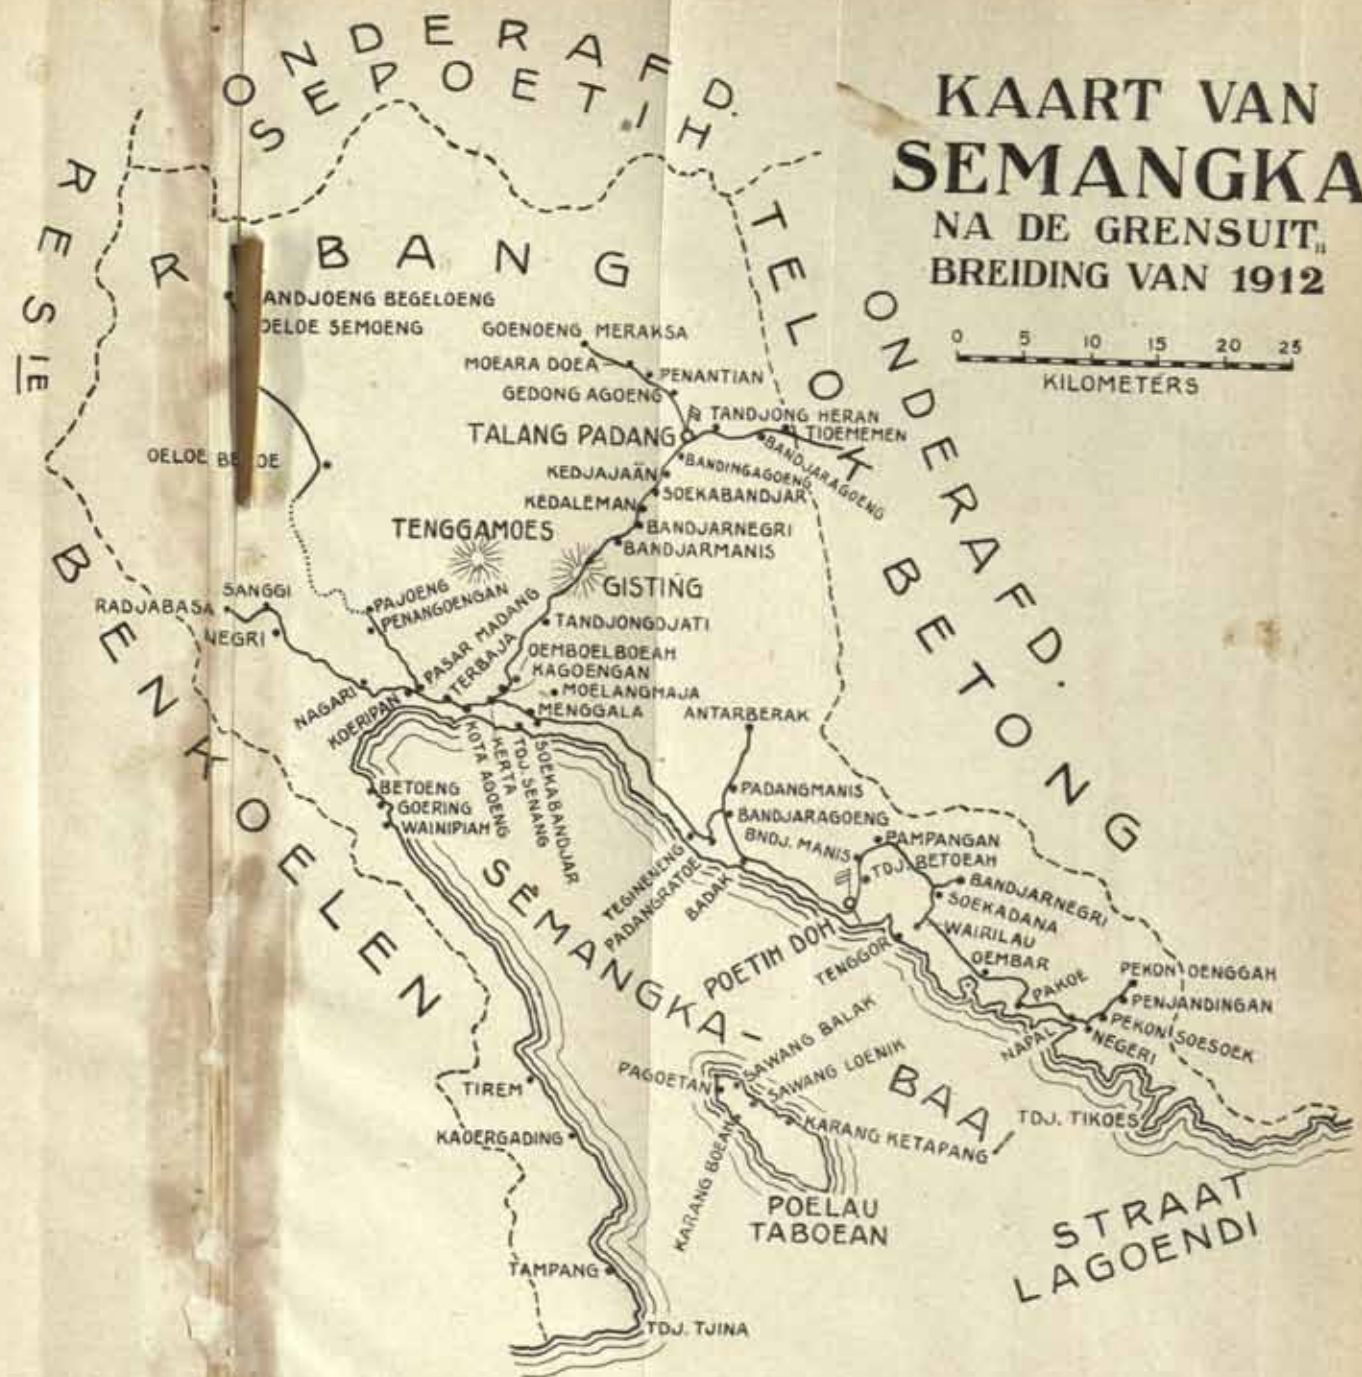 KAART VAN
SEMANGKA
NA DE GRENSUIT„
BREIDING VAN 1912
0 5 10 15 20 25
KILOMETERS
ONDERAFD.
SEPOETIH
RESIE
BENKOELEN
RBANG
ONDERAFD.
TELOK BETONG
ANDJOENG BEGELOENG
OELOE SEMOENG
GOENOENG MERAKSA
MOEARA DOEA
PENANTIAN
GEDONG AGOENG
TANDJONG HERAN
TALANG PADANG
TIOEMEMEN
BANDJARAGOENG
BANDINGAGOENG
OELOE BELOE
KEDJAJAÄN
SOEKABANDJAR
KEDALEMAN
TENGGAMOES
BANDJARNEGRI
BANDJARMANIS
GISTING
SANGGI
RADJABASA
NEGRI
PAJOENG
PENANGOENGAN
PASAR MADANG
TERBAJA
TANDJONGDJATI
OEMBOELBOEAH
KAGOENGAN
MOELANGMAJA
MENGGALA
NAGARI
KOERIPAN
ANTARBERAK
KOTA AGOENG
KERTA
TDJ. SENANG
SOEKABANDJAR
BETOENG
GOERING
WAINIPIAH
PADANGMANIS
BANDJARAGOENG
BNDJ. MANIS
PAMPANGAN
TDJ. BETOEAH
BANDJARNEGRI
SOEKADANA
WAIRILAU
TEGINENENG
PADANGRATOE
BADAK
SEMANGKA-BAAI
POETIH DOH
TENGGOR
OEMBAR
PAKOE
PEKON OENGGAH
PENJANDINGAN
PEKON SOESOEK
NEGERI
NAPAL
SAWANG BALAK
SAWANG LOENIK
PAGOETAN
KARANG KETAPANG
KARANG BOEAHA
TIREM
KAOERGADING
TDJ. TIKOES
POELAU
TABOEAN
STRAAT
LAGOENDI
TAMPANG
TDJ. TJINA